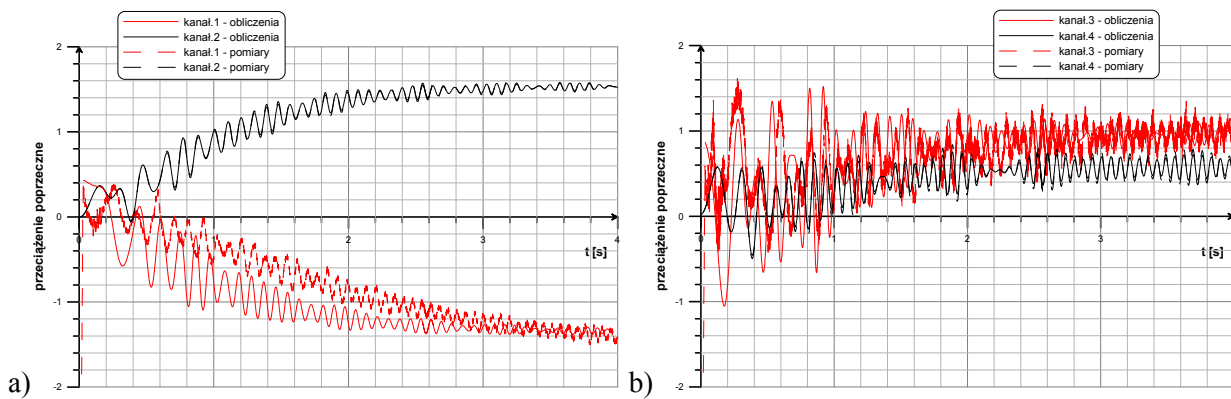 kanał.1 - obliczenia
kanał.2 - obliczenia
kanał.1 - pomiary
kanał.2 - pomiary
2
1
0
-1
-2
0
2
3
4
t [s]
przeciążenie poprzeczne
a)
kanał.3 - obliczenia
kanał.4 - obliczenia
kanał.3 - pomiary
kanał.4 - pomiary
2
1
0
-1
-2
0
1
2
3
t [s]
przeciążenie poprzeczne
b)